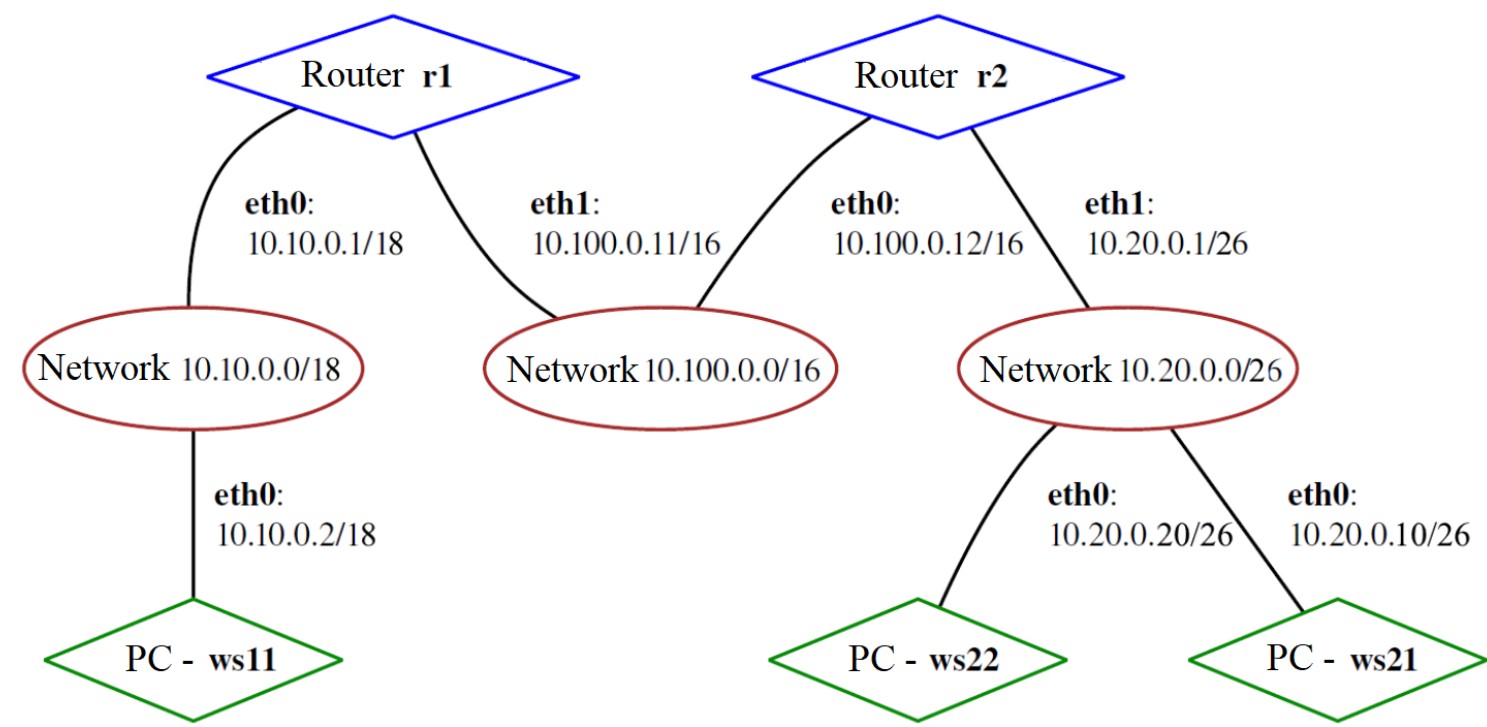 Router r1
Router r2
eth0:
10.10.0.1/18
eth1:
10.100.0.11/16
eth0:
10.100.0.12/16
eth1:
10.20.0.1/26
Network 10.10.0.0/18
Network 10.100.0.0/16
Network 10.20.0.0/26
eth0:
10.10.0.2/18
eth0:
10.20.0.20/26
eth0:
10.20.0.10/26
PC - ws11
PC - ws22
PC - ws21